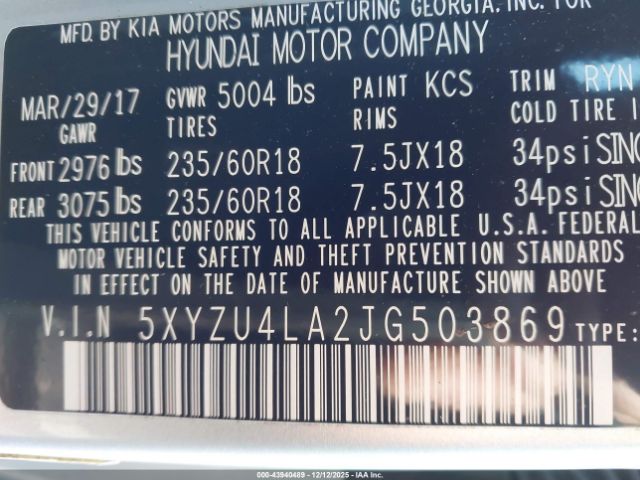 MFD. BY KIA MOTORS MANUFACTURING GEORGIA, INC. FOR
HYUNDAI MOTOR COMPANY
MAR/29/17 GVWR 5004 lbs PAINT KCS TRIM RYN
GAWR TIRES RIMS COLD TIRE
FRONT 2976 lbs 235/60R18 7.5JX18 34psi
REAR 3075 lbs 235/60R18 7.5JX18 34psi
THIS VEHICLE CONFORMS TO ALL APPLICABLE U.S.A. FEDERAL
MOTOR VEHICLE SAFETY AND THEFT PREVENTION STANDARDS
IN EFFECT ON THE DATE OF MANUFACTURE SHOWN ABOVE
V.I.N 5XYZU4LA2JG503869 TYPE:
000-43940489 - 12/12/2025 - IAA Inc.